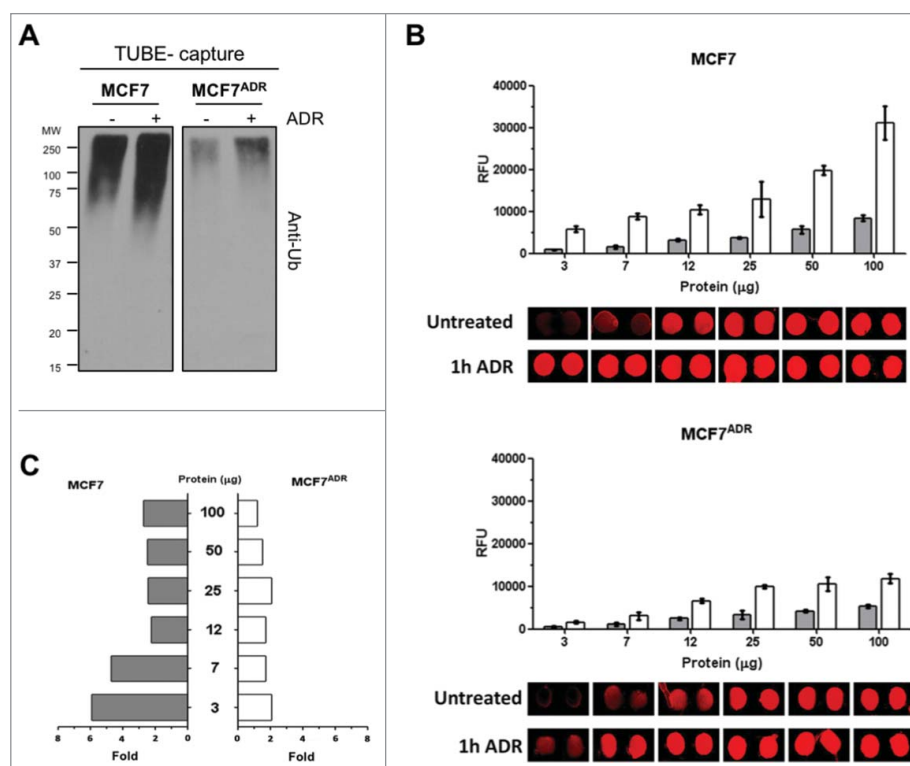 A
TUBE- capture
MCF7 MCF7ADR
- + - + ADR
MW
250
100
75
50
37
25
20
15
Anti-Ub
B
MCF7
40000
30000
20000
10000
0
RFU
3 7 12 25 50 100
Protein (µg)
Untreated
1h ADR
MCF7ADR
40000
30000
20000
10000
0
RFU
3 7 12 25 50 100
Protein (µg)
Untreated
1h ADR
C
MCF7 Protein (µg) MCF7ADR
100
50
25
12
7
3
8 6 4 2 0 0 2 4 6 8
Fold Fold